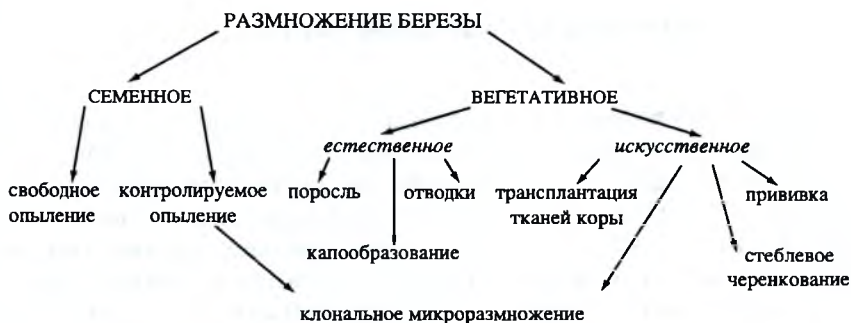 РАЗМНОЖЕНИЕ БЕРЕЗЫ
СЕМЕННОЕ
ВЕГЕТАТИВНОЕ
естественное
искусственное
свободное
опыление
контролируемое
опыление
поросль
отводки
трансплантация
тканей коры
прививка
капообразование
стеблевое
черенкование
клональное микроразмножение